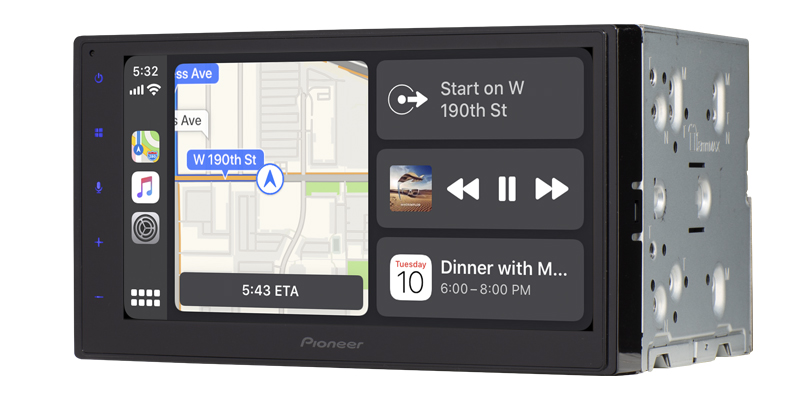 5:32
ss Ave
s Ave
W 190th St
5:43 ETA
Start on W
190th St
Tuesday
10
Dinner with M...
6:00 – 8:00 PM
Pioneer